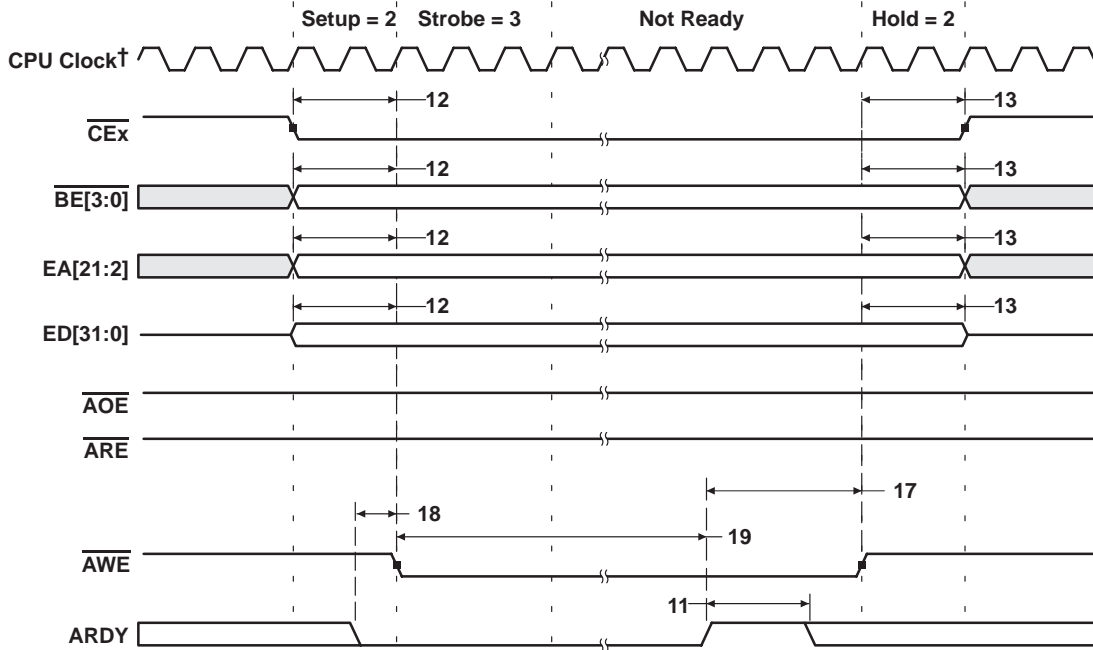 Setup = 2 Strobe = 3 Not Ready Hold = 2
CPU Clock†
12 13
CEx
12 13
BE[3:0]
12 13
EA[21:2]
12 13
ED[31:0]
AOE
ARE
17
18
19
AWE
11
ARDY